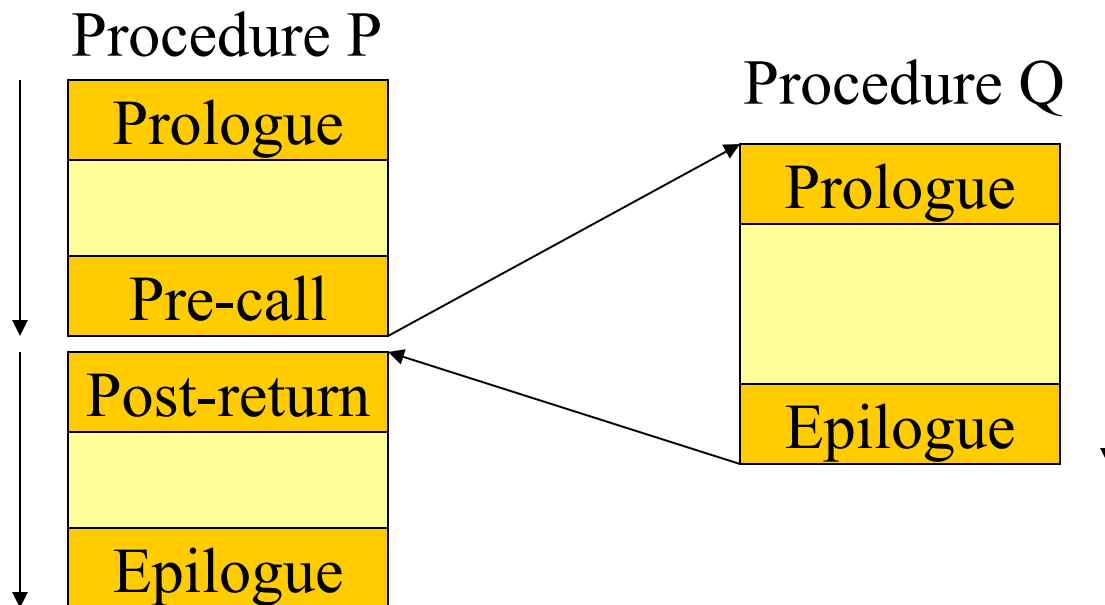 Procedure P
Prologue
Pre-call
Post-return
Epilogue
Procedure Q
Prologue
Epilogue